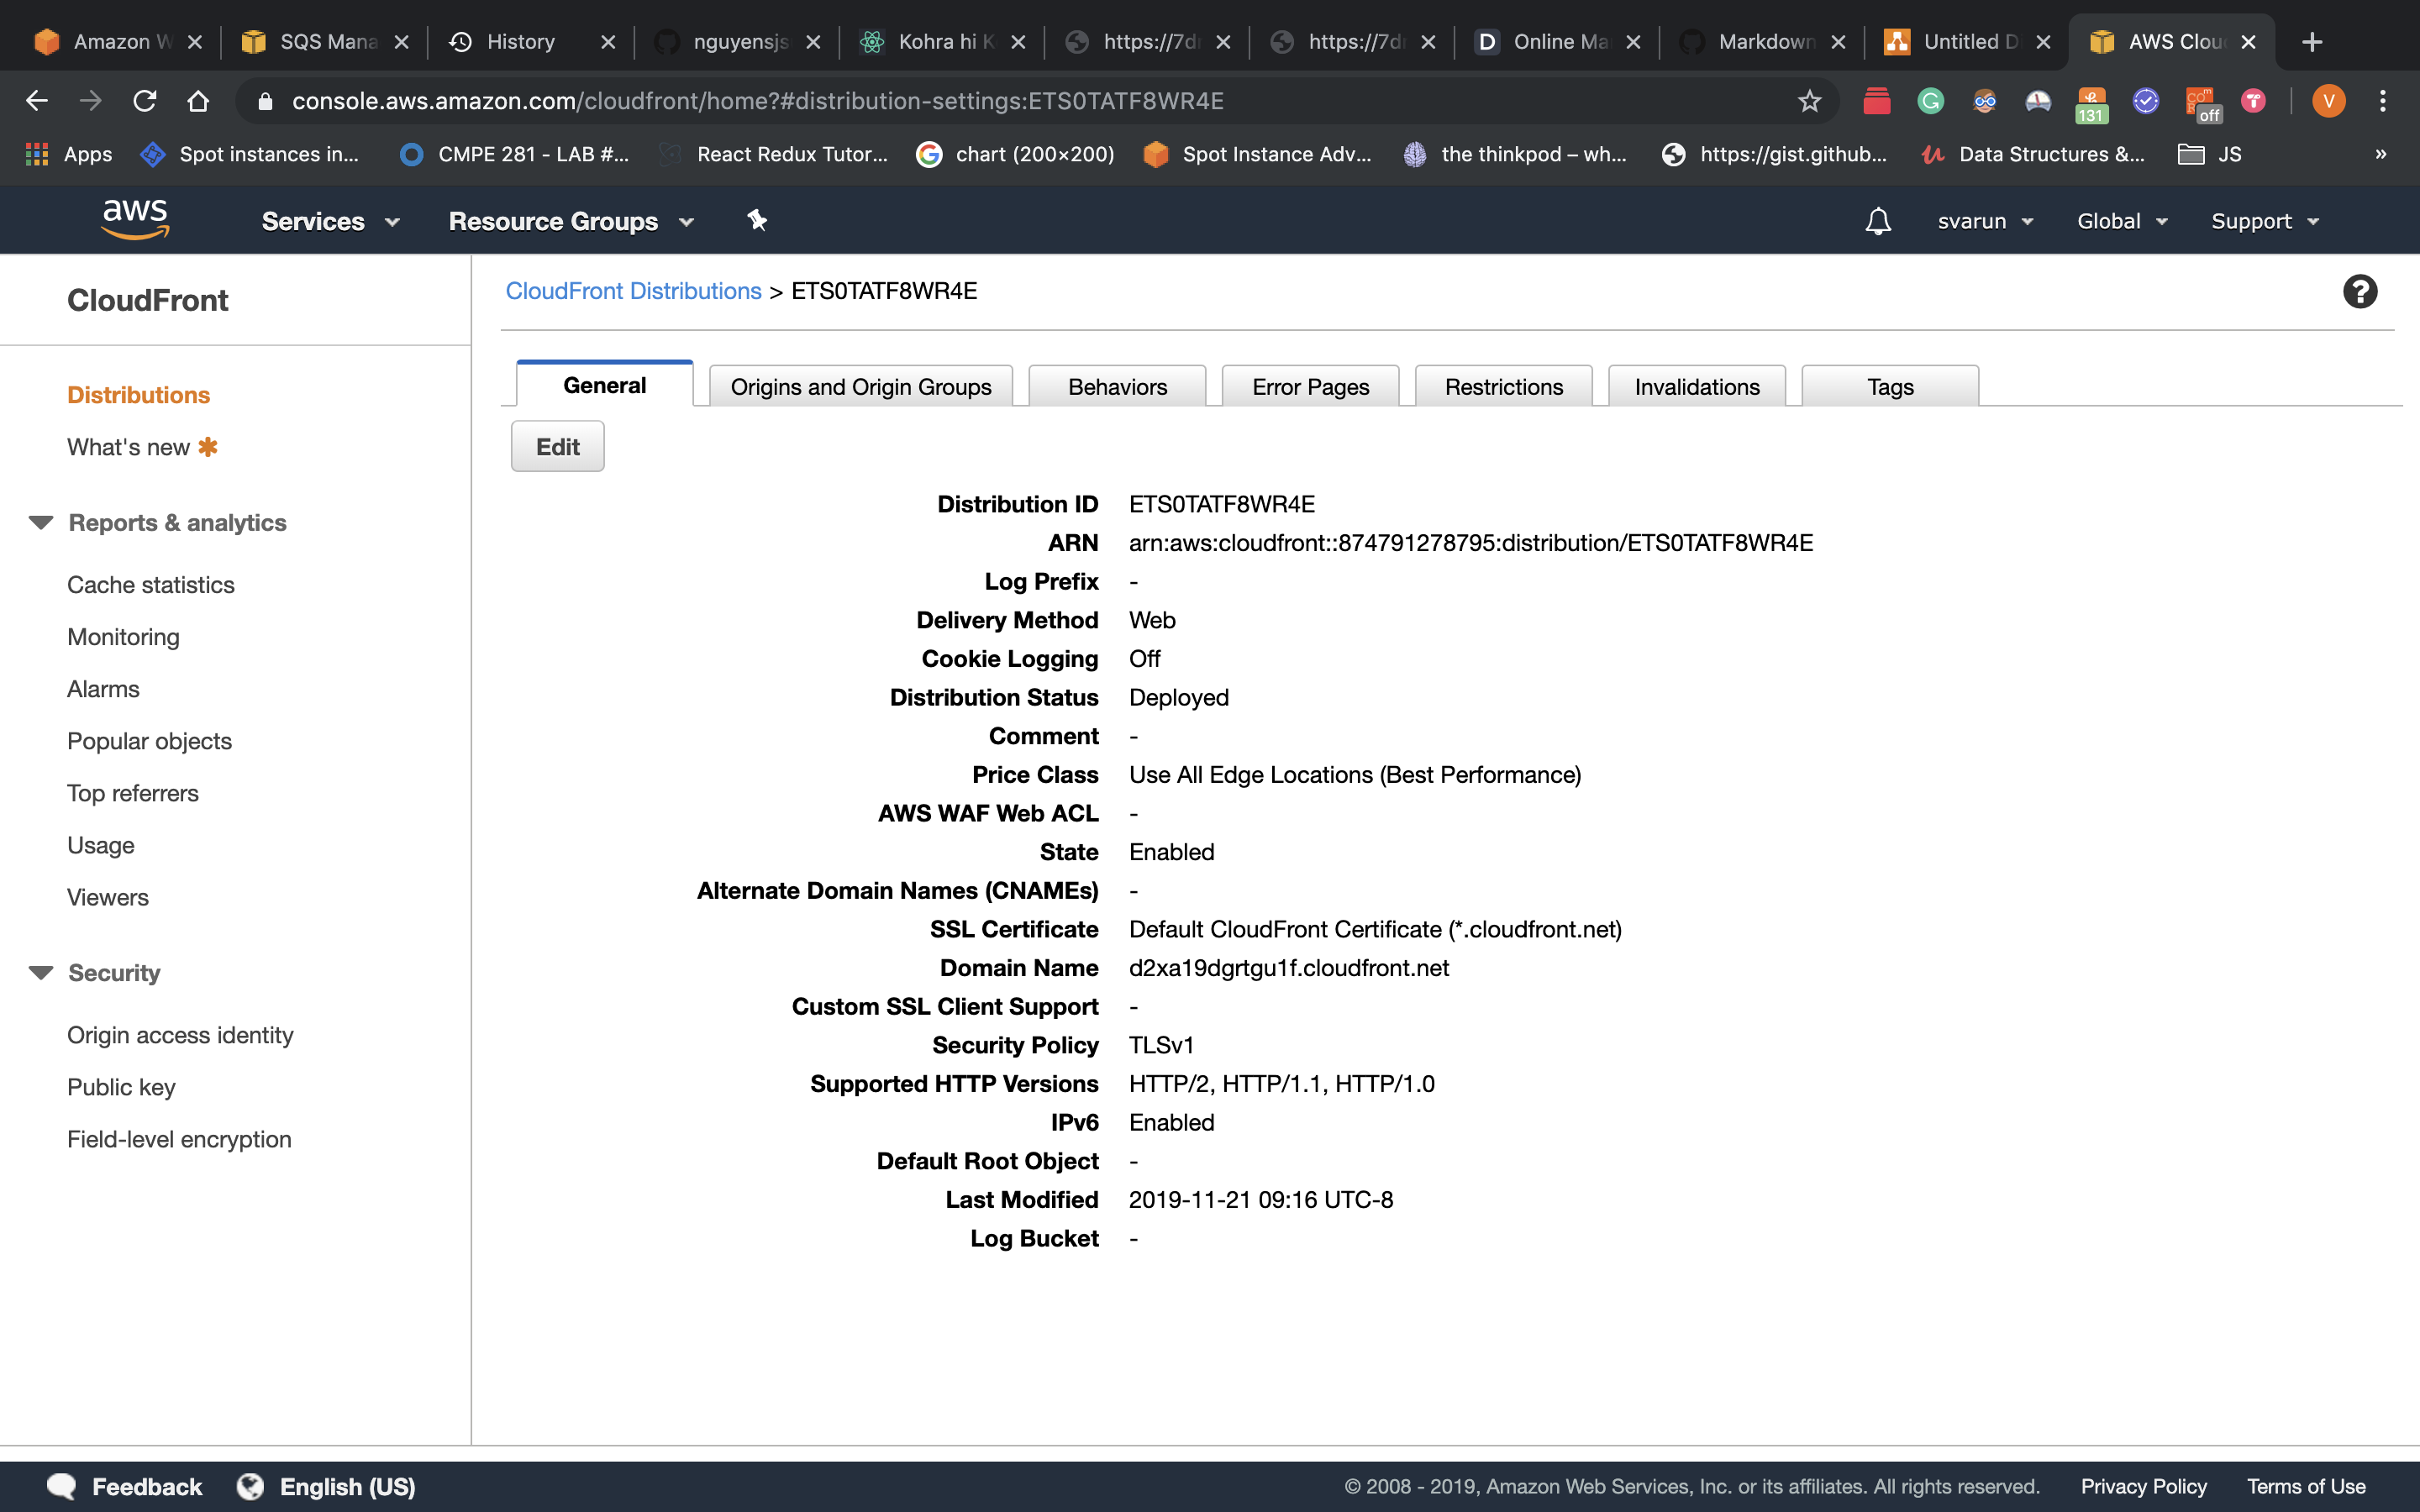 Amazon W SQS Mana History nguyensjs Kohra hi K https://7dr https://7dr Online Ma Markdown Untitled D AWS Clou
console.aws.amazon.com/cloudfront/home?#distribution-settings:ETS0TATF8WR4E 131 off V
Apps Spot instances in... CMPE 281 - LAB #... React Redux Tutor... chart (200×200) Spot Instance Adv... the thinkpod – wh... https://gist.github... Data Structures &... JS »
aws Services Resource Groups svarun Global Support
CloudFront
Distributions
What's new
Reports & analytics
Cache statistics
Monitoring
Alarms
Popular objects
Top referrers
Usage
Viewers
Security
Origin access identity
Public key
Field-level encryption
CloudFront Distributions > ETS0TATF8WR4E
General Origins and Origin Groups Behaviors Error Pages Restrictions Invalidations Tags
Edit
Distribution ID ETS0TATF8WR4E
ARN arn:aws:cloudfront::874791278795:distribution/ETS0TATF8WR4E
Log Prefix -
Delivery Method Web
Cookie Logging Off
Distribution Status Deployed
Comment -
Price Class Use All Edge Locations (Best Performance)
AWS WAF Web ACL -
State Enabled
Alternate Domain Names (CNAMEs) -
SSL Certificate Default CloudFront Certificate (*.cloudfront.net)
Domain Name d2xa19dgrtgu1f.cloudfront.net
Custom SSL Client Support -
Security Policy TLSv1
Supported HTTP Versions HTTP/2, HTTP/1.1, HTTP/1.0
IPv6 Enabled
Default Root Object -
Last Modified 2019-11-21 09:16 UTC-8
Log Bucket -
Feedback English (US) © 2008 - 2019, Amazon Web Services, Inc. or its affiliates. All rights reserved. Privacy Policy Terms of Use